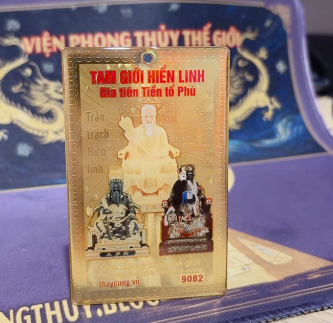 VIỆN PHONG THỦY THẾ GIỚI
TAM GIỚI HIỂN LINH
Gia tiên Tiền tổ Phù
Trấn
trạch
Hiển
linh
thaydung.vn
9082
NGTHUY.BLOG